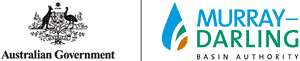 Australian Government
MURRAY–
DARLING
BASIN AUTHORITY